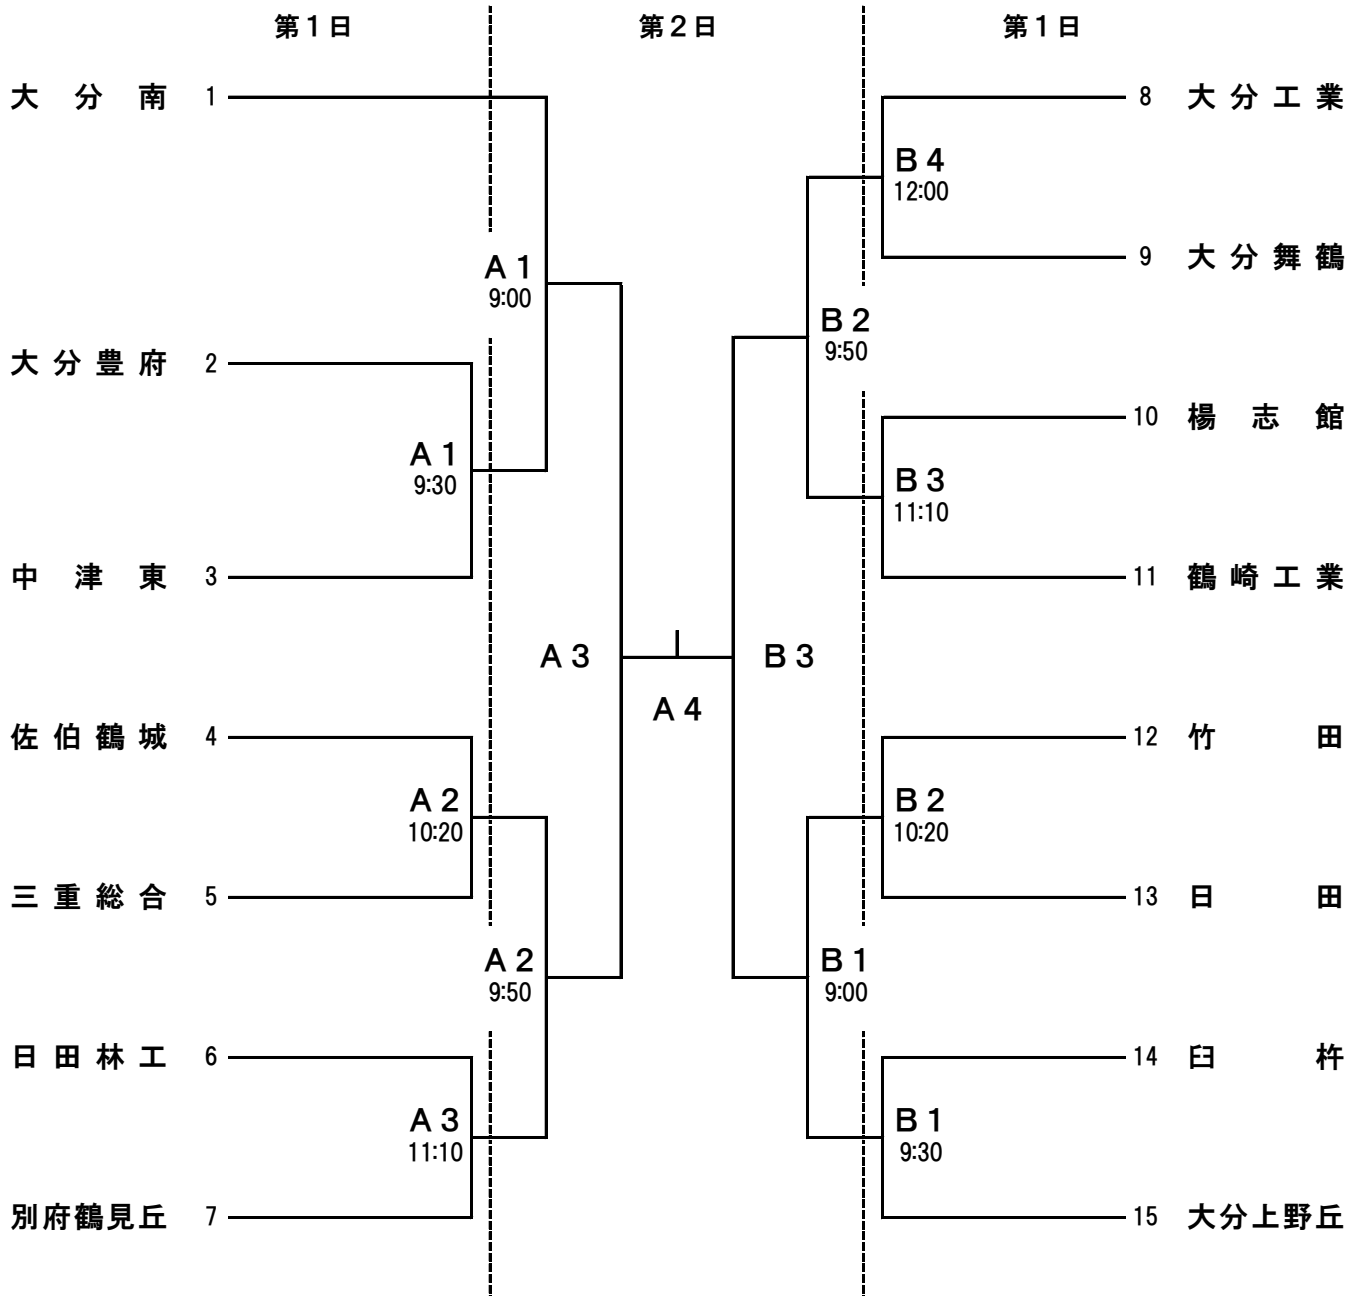 第1日 第2日 第1日
大分南 1
8 大分工業
B4
12:00
9 大分舞鶴
A1
9:00
B2
9:50
大分豊府 2
10 楊志館
A1
9:30
B3
11:10
中津東 3
11 鶴崎工業
A3
B3
A4
佐伯鶴城 4
12 竹田
A2
10:20
B2
10:20
三重総合 5
13 日田
A2
9:50
B1
9:00
日田林工 6
14 臼杵
A3
11:10
B1
9:30
別府鶴見丘 7
15 大分上野丘